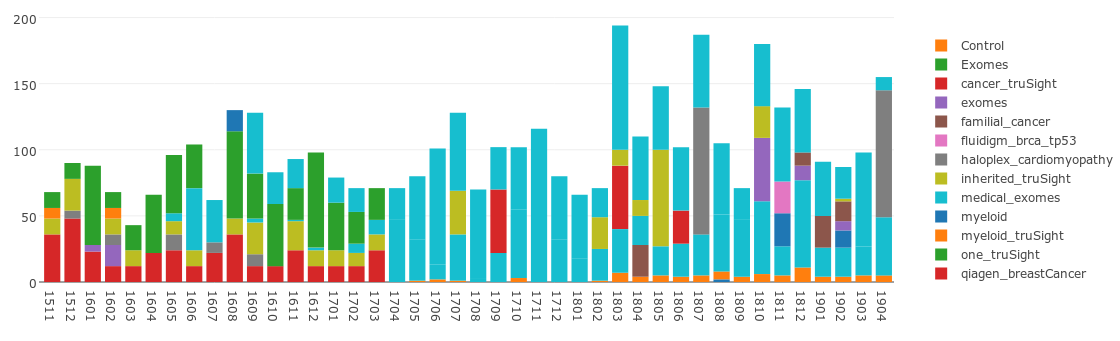 200
150
100
50
0
1511 1512 1601 1602 1603 1604 1605 1606 1607 1608 1609 1610 1611 1612 1701 1702 1703 1704 1705 1706 1707 1708 1709 1710 1711 1712 1801 1802 1803 1804 1805 1806 1807 1808 1809 1810 1811 1812 1901 1902 1903 1904
Control
Exomes
cancer_truSight
exomes
familial_cancer
fluidigm_brca_tp53
haloplex_cardiomyopathy
inherited_truSight
medical_exomes
myeloid
myeloid_truSight
one_truSight
qiagen_breastCancer